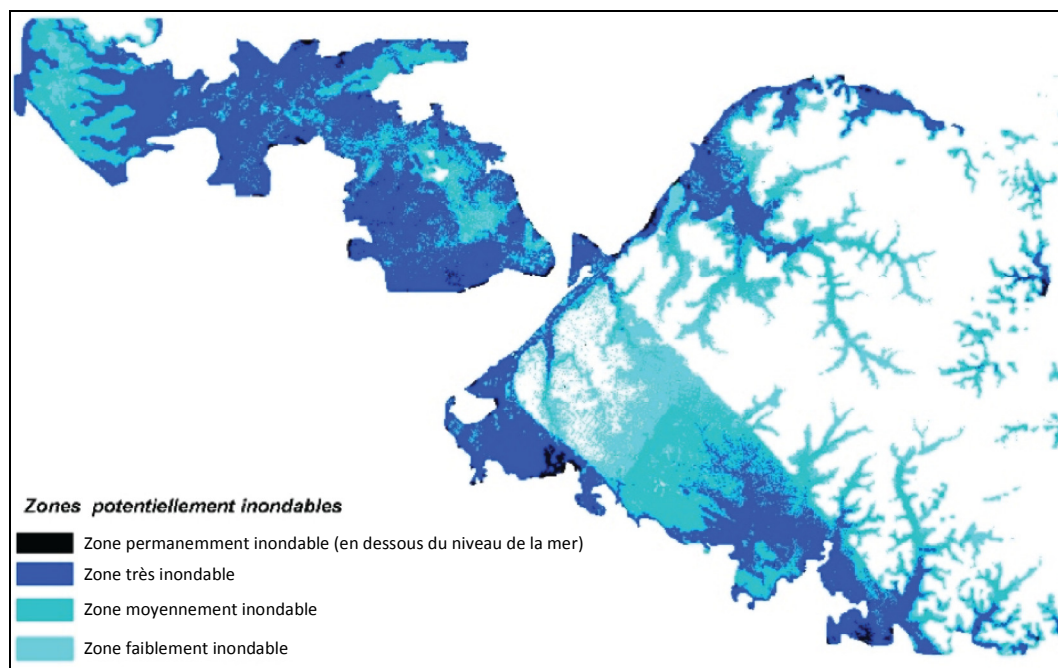 Zones potentiellement inondables
Zone permanemment inondable (en dessous du niveau de la mer)
Zone très inondable
Zone moyennement inondable
Zone faiblement inondable